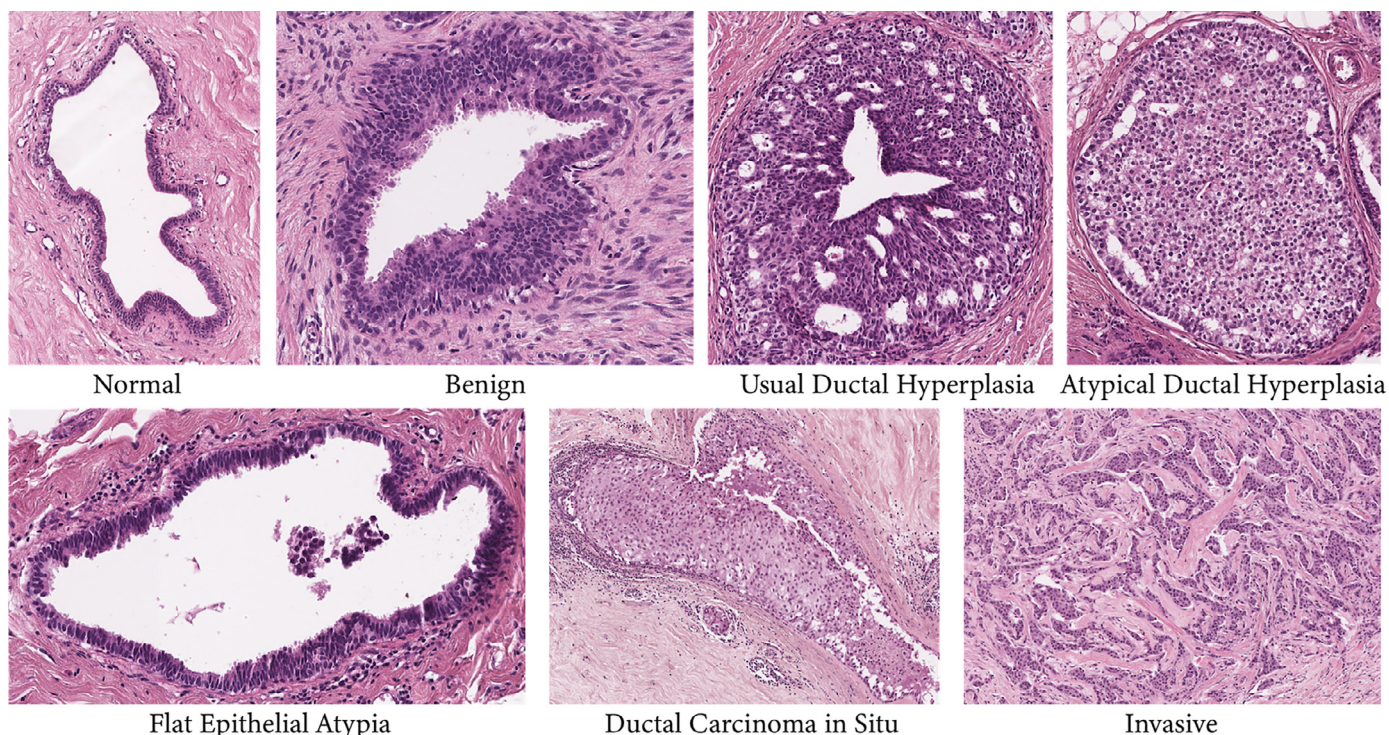 Normal
Benign
Usual Ductal Hyperplasia
Atypical Ductal Hyperplasia
Flat Epithelial Atypia
Ductal Carcinoma in Situ
Invasive